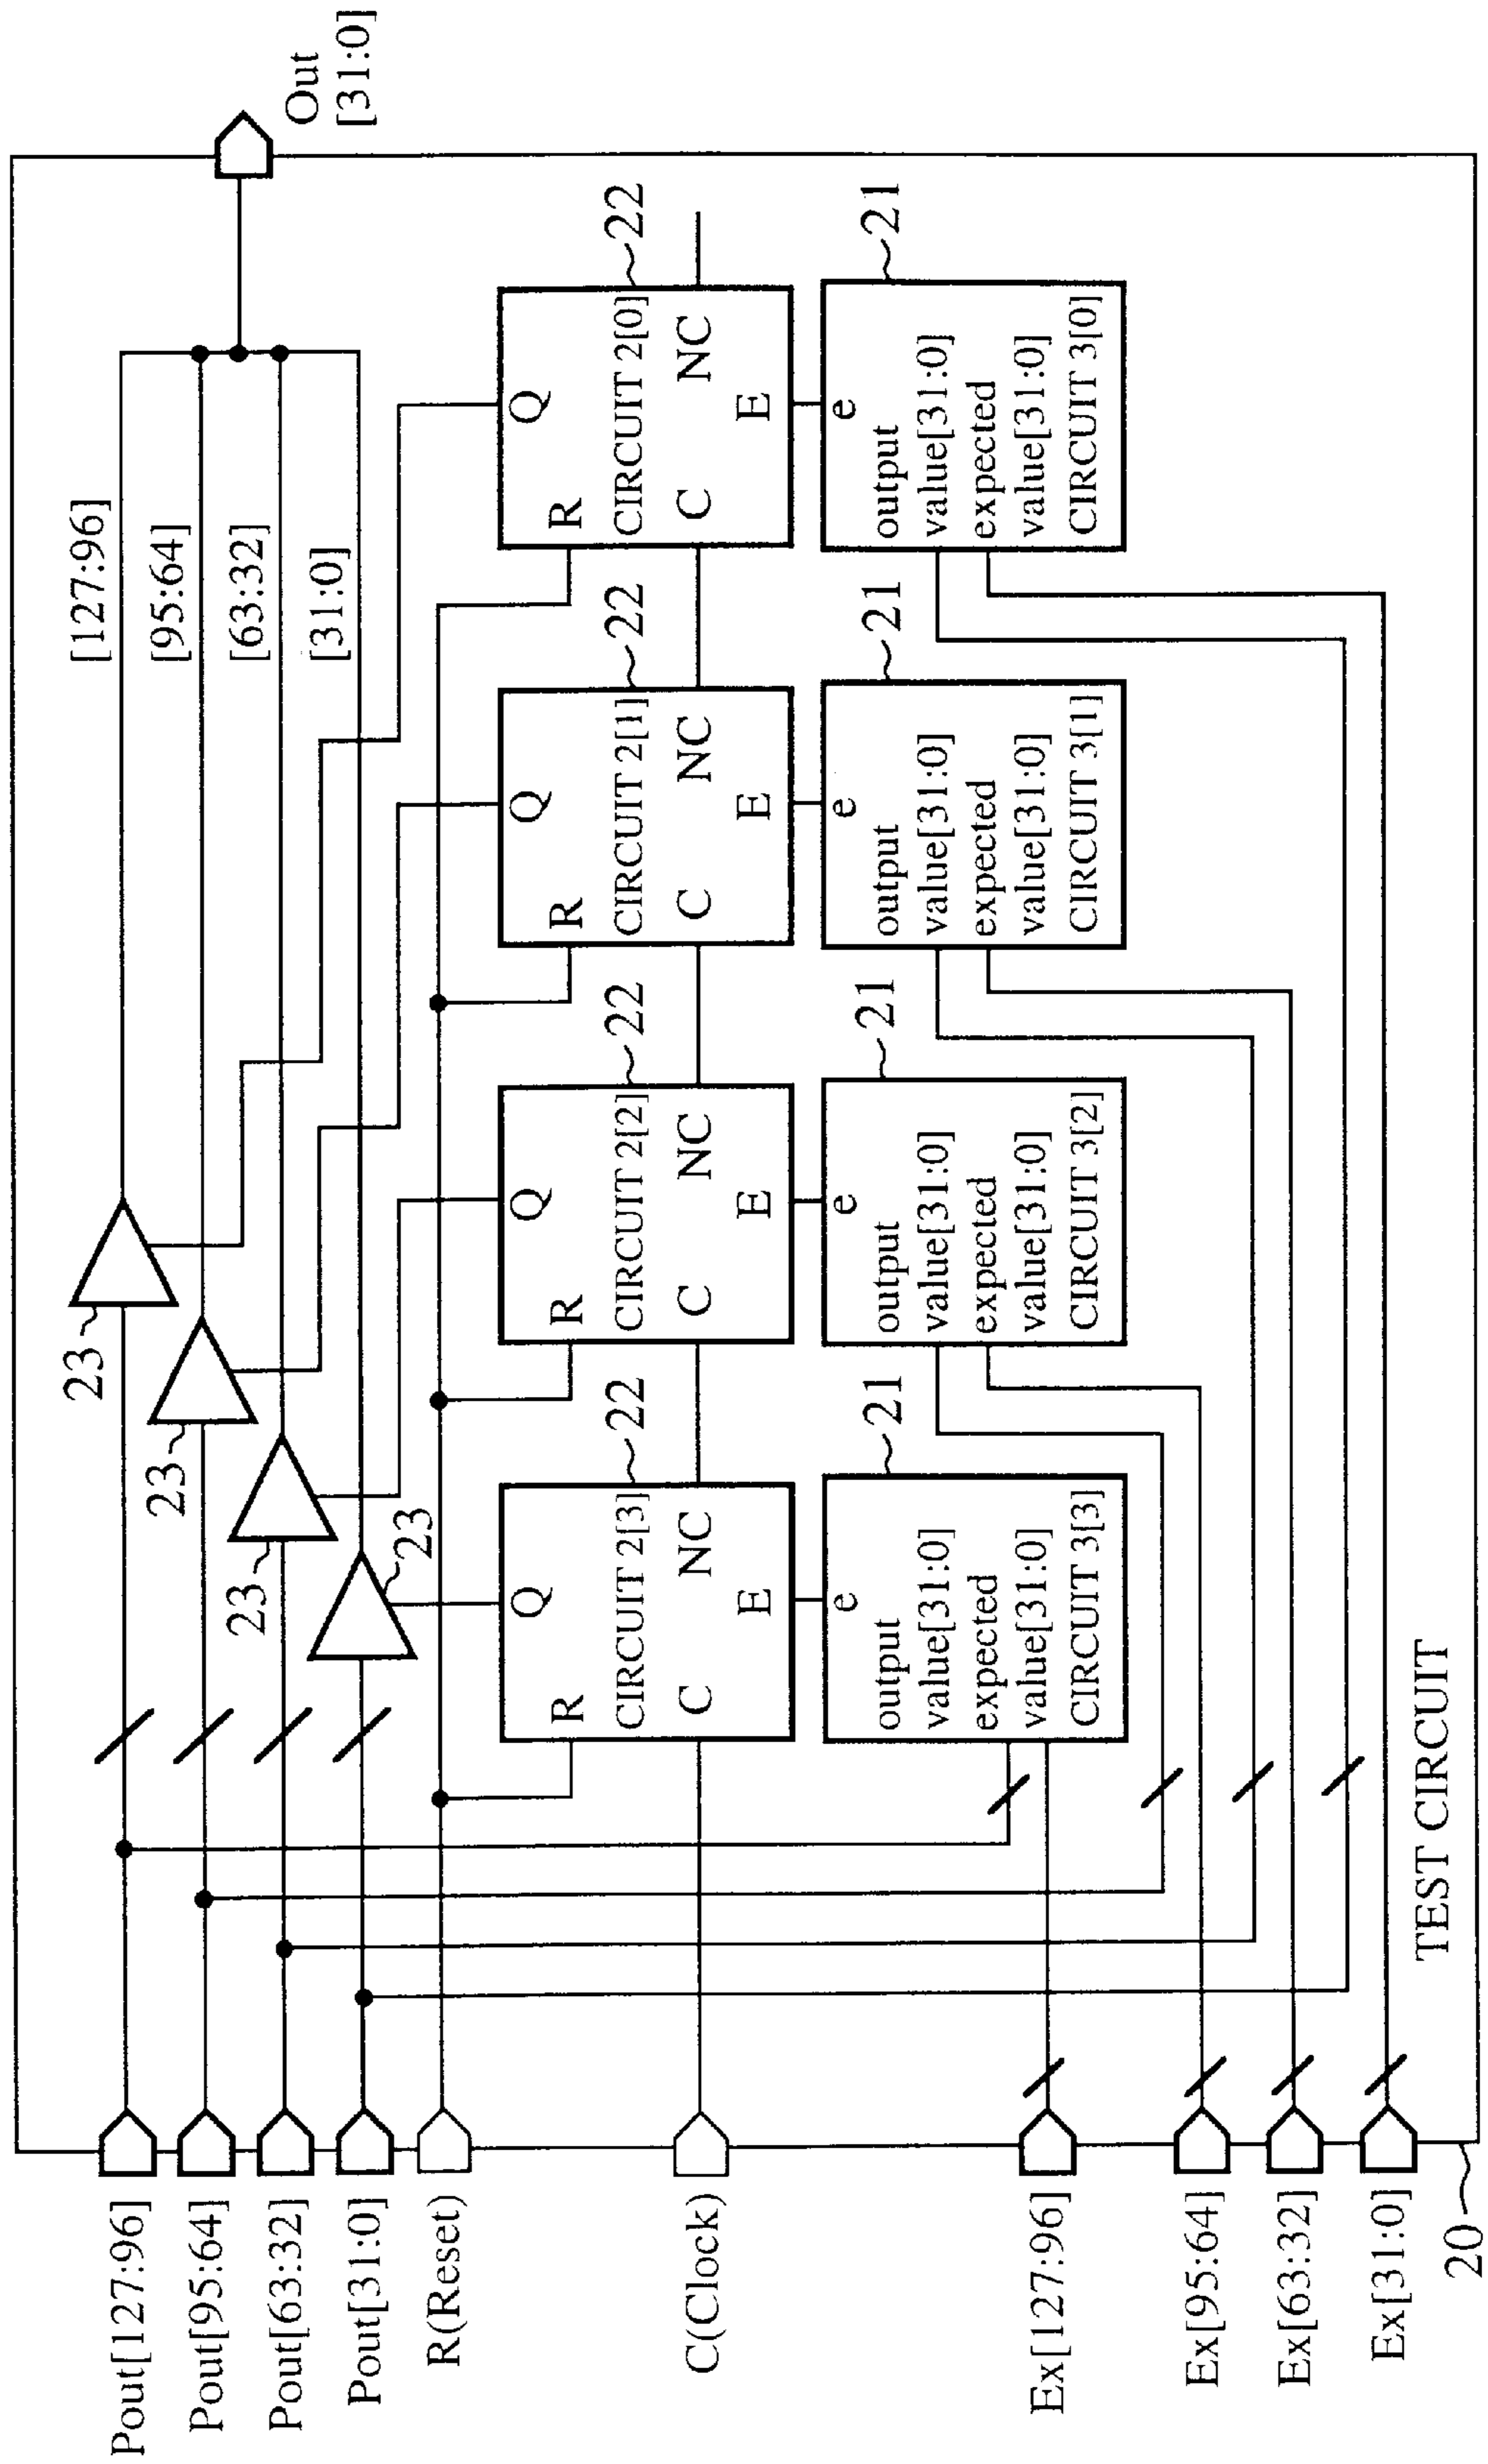 Pout[127:96]
Pout[95:64]
Pout[63:32]
Pout[31:0]
R(Reset)
C(Clock)
Ex[127:96]
Ex[95:64]
Ex[63:32]
Ex[31:0]
20
TEST CIRCUIT
23
23
23
23
[127:96]
[95:64]
[63:32]
[31:0]
Out
[31:0]
22
Q
R
CIRCUIT 2[3]
C
NC
E
21
e
output
value[31:0]
expected
value[31:0]
CIRCUIT 3[3]
22
Q
R
CIRCUIT 2[2]
C
NC
E
21
e
output
value[31:0]
expected
value[31:0]
CIRCUIT 3[2]
22
Q
R
CIRCUIT 2[1]
C
NC
E
21
e
output
value[31:0]
expected
value[31:0]
CIRCUIT 3[1]
22
Q
R
CIRCUIT 2[0]
C
NC
E
21
e
output
value[31:0]
expected
value[31:0]
CIRCUIT 3[0]